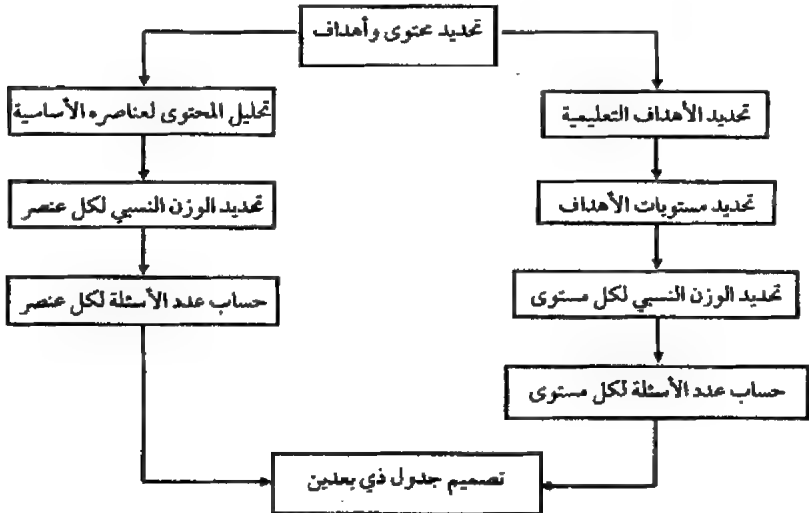 تحديد محتوى وأهداف
تحديد الأهداف التعليمية
تحديد مستويات الأهداف
تحديد الوزن النسبي لكل مستوى
حساب عدد الأسئلة لكل مستوى
تحليل المحتوى لعناصره الأساسية
تحديد الوزن النسبي لكل عنصر
حساب عدد الأسئلة لكل عنصر
تصميم جدول ذي بعدين